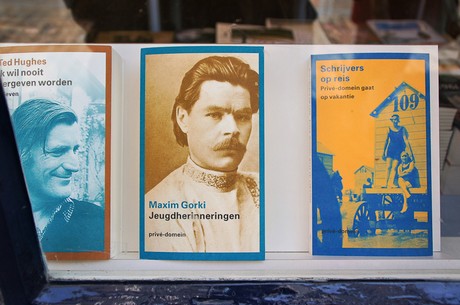 Ted Hughes
k wil nooit
ergeven worden
Maxim Gorki
Jeugdherinneringen
privé-domein
Schrijvers
op reis
Privé-domein gaat
op vakantie
109
privé-domein